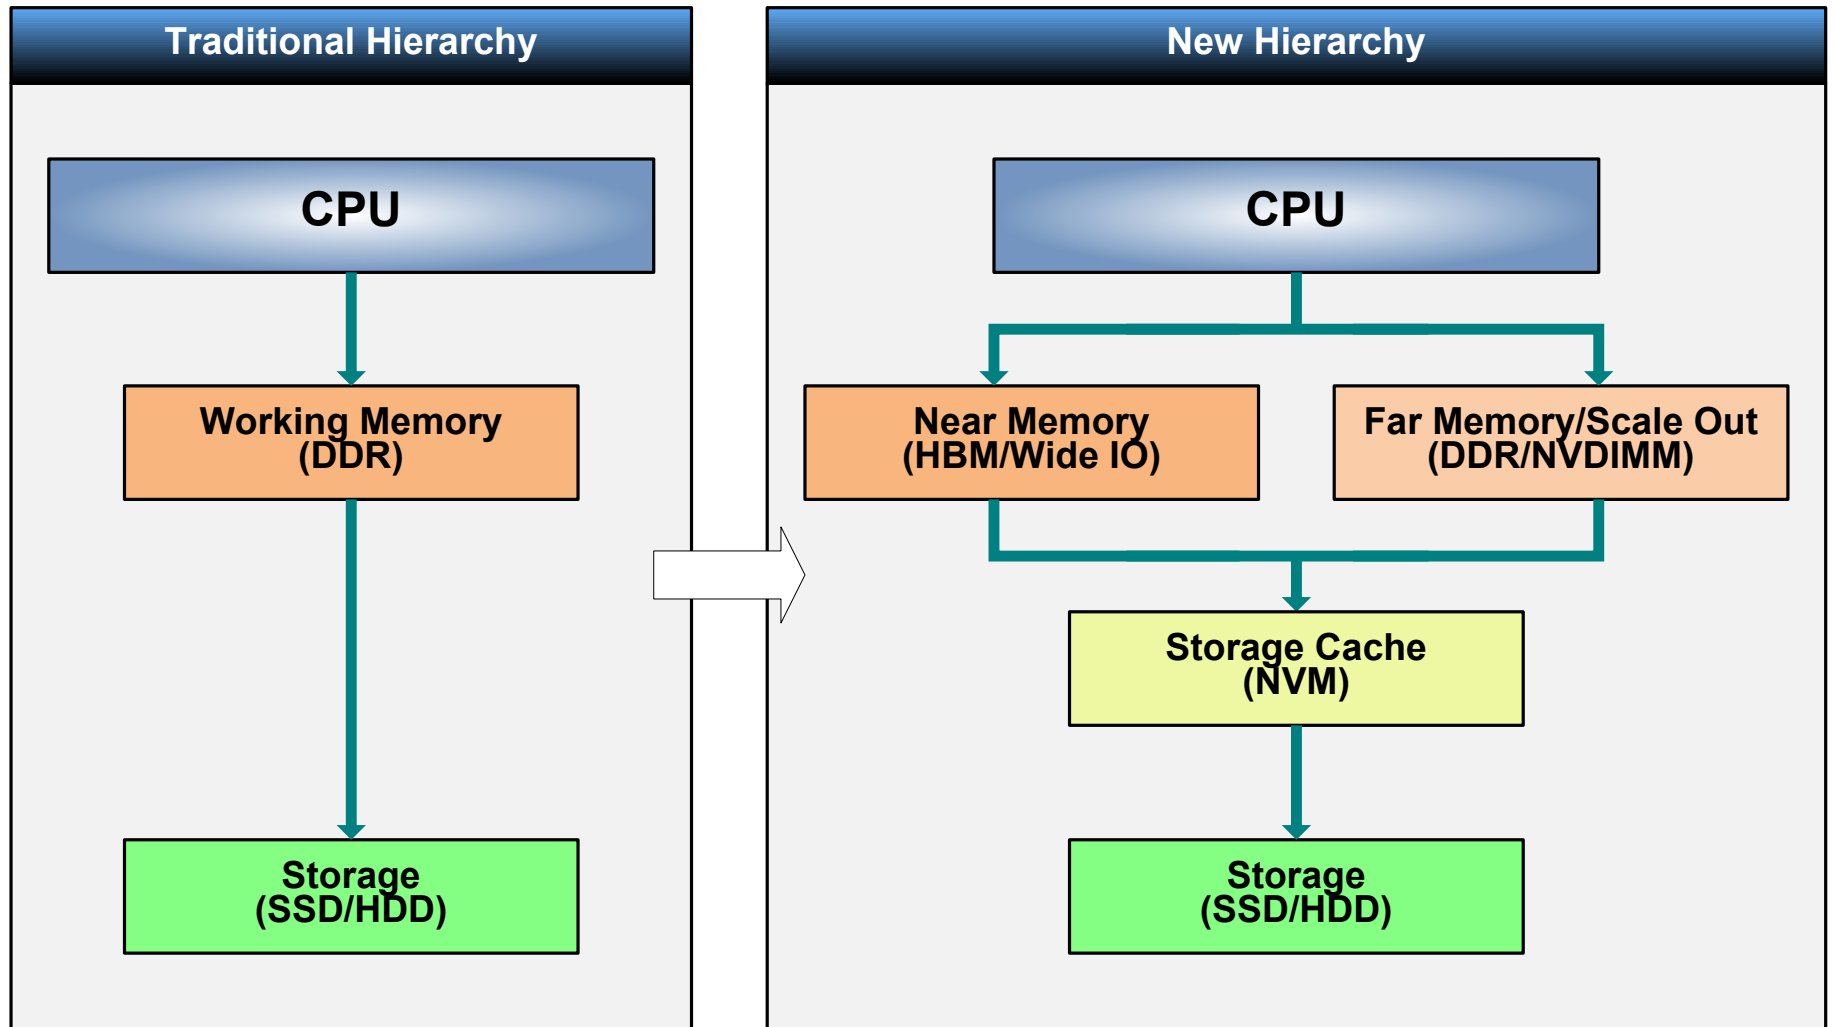 Traditional Hierarchy
CPU
Working Memory
(DDR)
Storage
(SSD/HDD)
New Hierarchy
CPU
Near Memory
(HBM/Wide IO)
Far Memory/Scale Out
(DDR/NVDIMM)
Storage Cache
(NVM)
Storage
(SSD/HDD)